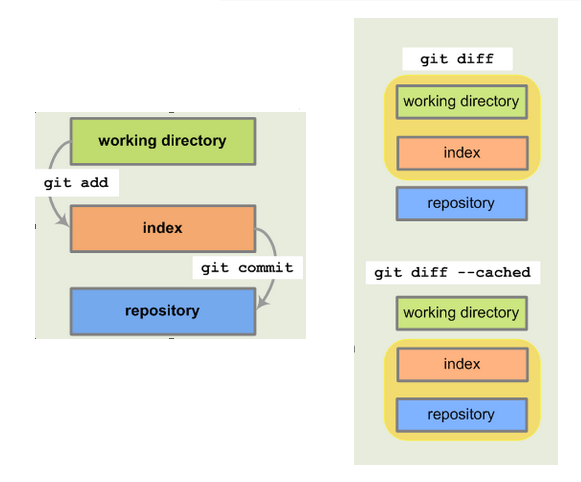 working directory
git add
index
git commit
repository
git diff
working directory
index
repository
git diff --cached
working directory
index
repository